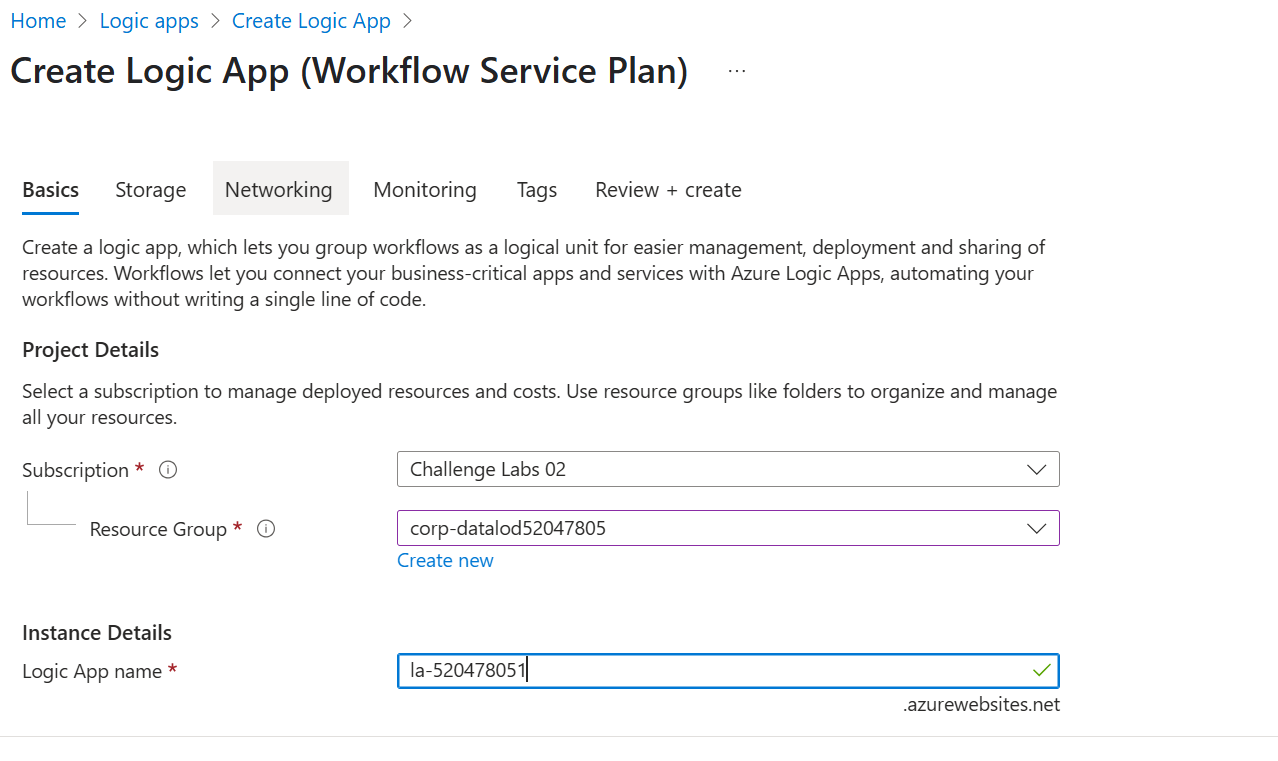 Home > Logic apps > Create Logic App >
Create Logic App (Workflow Service Plan) ...
Basics Storage Networking Monitoring Tags Review + create
Create a logic app, which lets you group workflows as a logical unit for easier management, deployment and sharing of
resources. Workflows let you connect your business-critical apps and services with Azure Logic Apps, automating your
workflows without writing a single line of code.
Project Details
Select a subscription to manage deployed resources and costs. Use resource groups like folders to organize and manage
all your resources.
Subscription * Challenge Labs 02
Resource Group * corp-datalod52047805
Create new
Instance Details
Logic App name * la-520478051
.azurewebsites.net